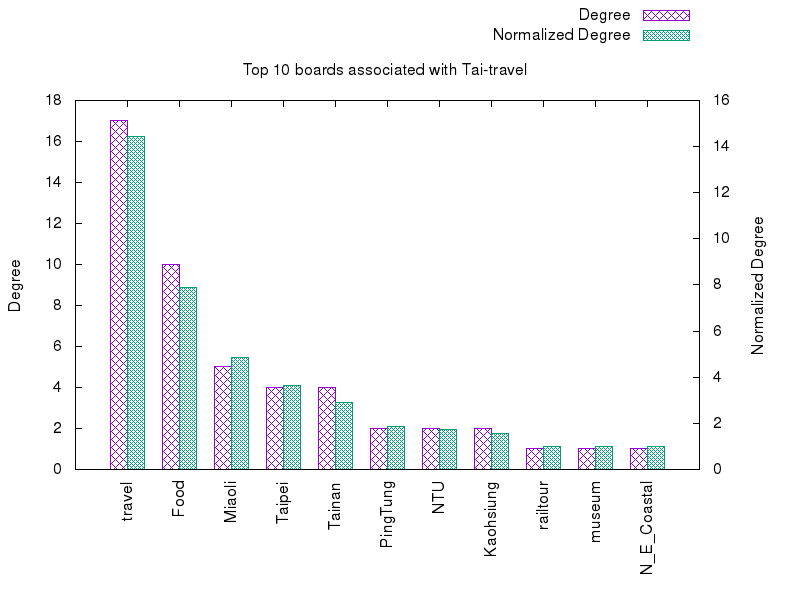 Degree
Normalized Degree
Top 10 boards associated with Tai-travel
18
16
14
12
10
8
6
4
2
0
Degree
16
14
12
10
8
6
4
2
0
Normalized Degree
travel
Food
Miaoli
Taipei
Tainan
PingTung
NTU
Kaohsiung
railtour
museum
N_E_Coastal